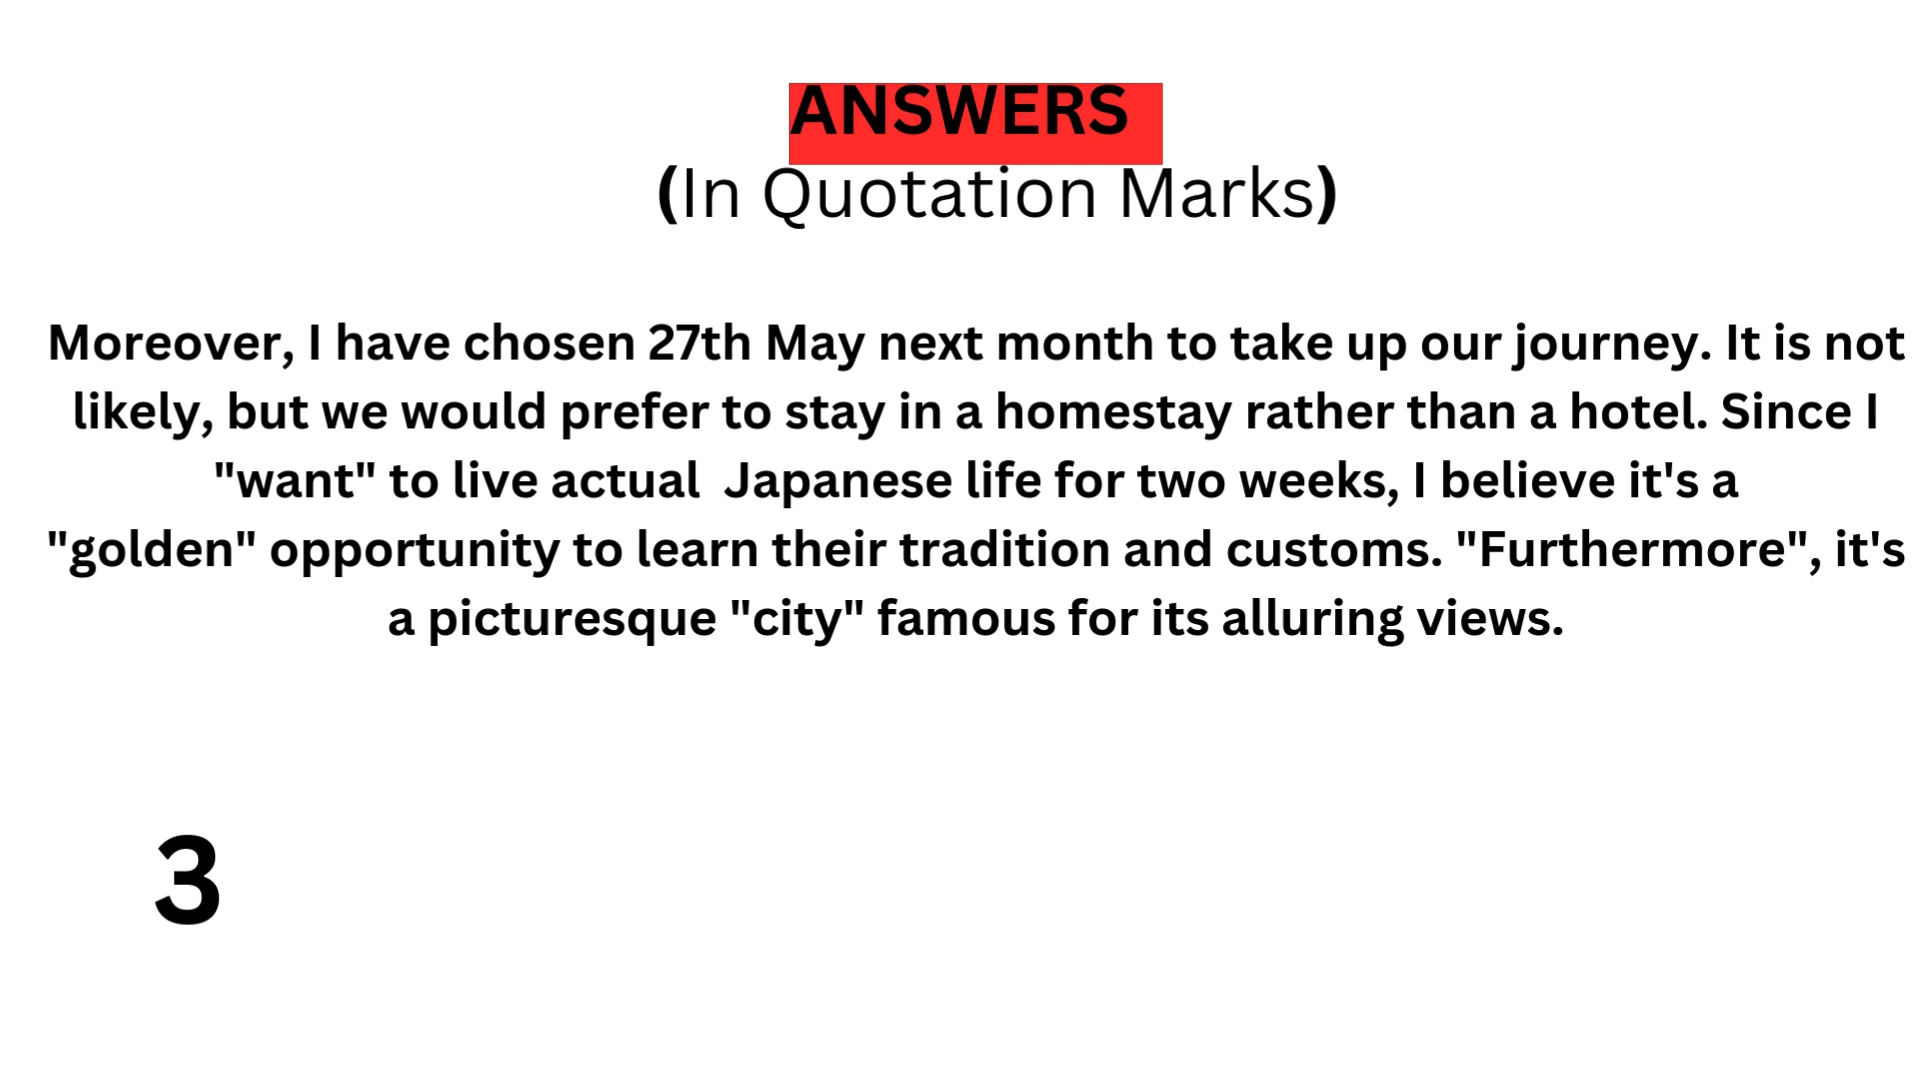 ANSWERS
(In Quotation Marks)
Moreover, I have chosen 27th May next month to take up our journey. It is not
likely, but we would prefer to stay in a homestay rather than a hotel. Since I
"want" to live actual  Japanese life for two weeks, I believe it's a
"golden" opportunity to learn their tradition and customs. "Furthermore", it's
a picturesque "city" famous for its alluring views.
3